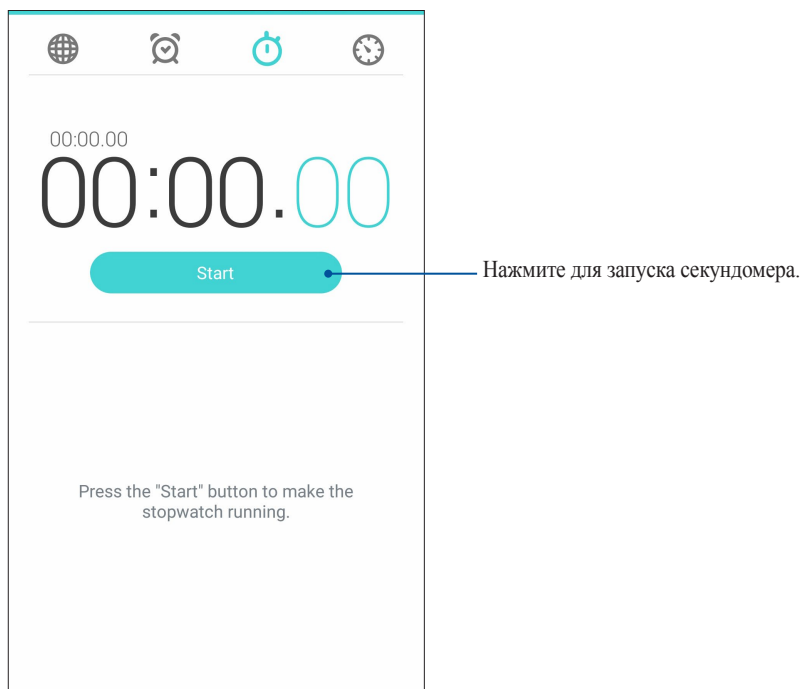 00:00.00
00:00.00
Start
Нажмите для запуска секундомера.
Press the "Start" button to make the
stopwatch running.